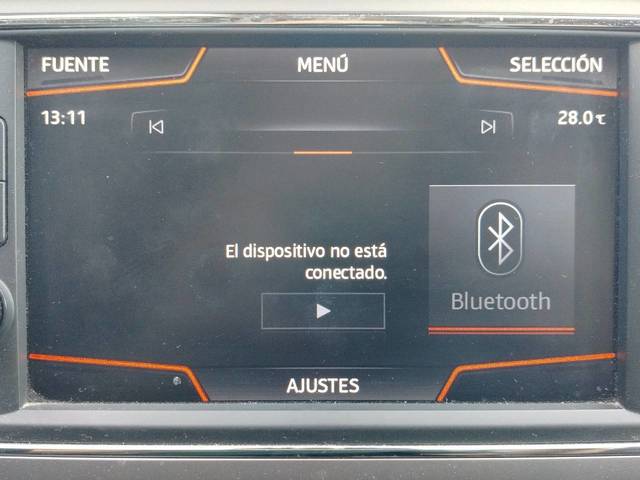 FUENTE
MENÚ
SELECCIÓN
13:11
28.0 ℃
El dispositivo no está
conectado.
Bluetooth
AJUSTES